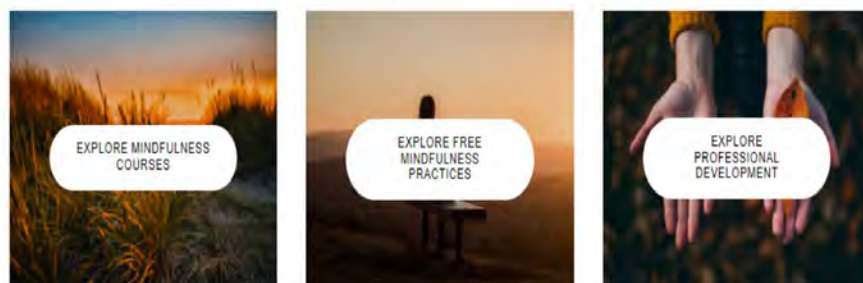 EXPLORE MINDFULNESS
COURSES
EXPLORE FREE
MINDFULNESS
PRACTICES
EXPLORE
PROFESSIONAL
DEVELOPMENT